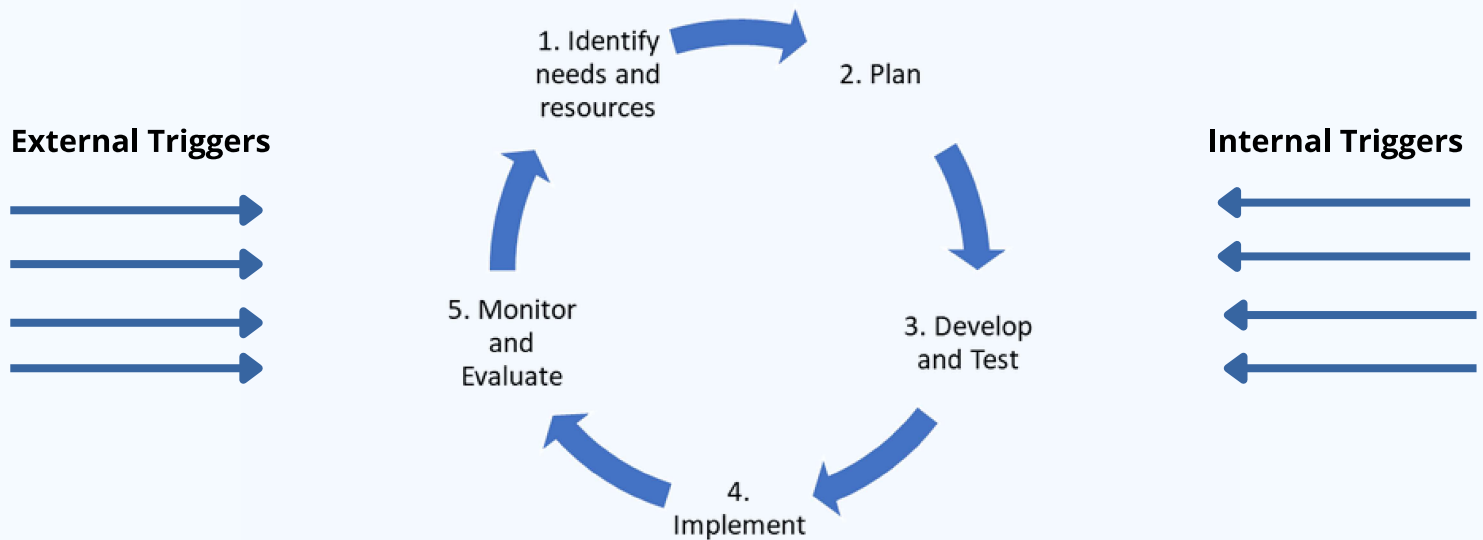 1. Identify
needs and
resources
2. Plan
External Triggers
Internal Triggers
5. Monitor
and
Evaluate
3. Develop
and Test
4.
Implement